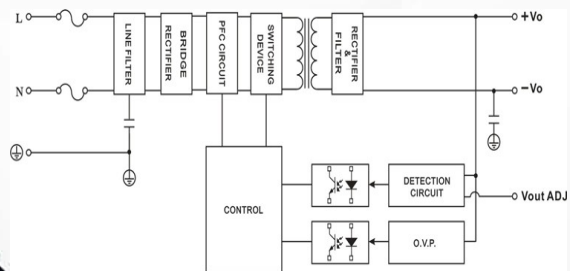 L
N
LINE FILTER
BRIDGE
RECTIFIER
PFC CIRCUIT
SWITCHING
DEVICE
RECTIFIER
&
FILTER
+Vo
−Vo
CONTROL
DETECTION
CIRCUIT
Vout ADJ
O.V.P.